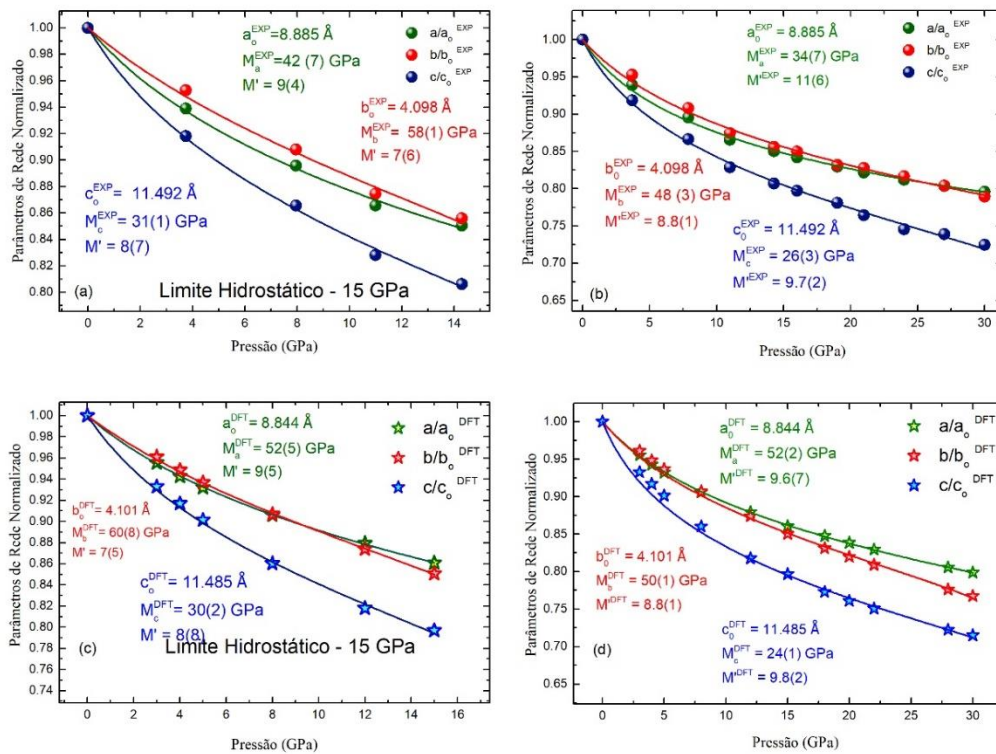 a₀ᴱˣᴾ=8.885 Å
Mₐᴱˣᴾ=42 (7) GPa
M' = 9(4)
a/a₀ ᴱˣᴾ
b/b₀ ᴱˣᴾ
c/c₀ ᴱˣᴾ
b₀ᴱˣᴾ= 4.098 Å
M_bᴱˣᴾ= 58(1) GPa
M' = 7(6)
c₀ᴱˣᴾ= 11.492 Å
M_cᴱˣᴾ= 31(1) GPa
M' = 8(7)
(a)
Limite Hidrostático - 15 GPa
Parâmetros de Rede Normalizado
1.00
0.98
0.96
0.94
0.92
0.90
0.88
0.86
0.84
0.82
0.80
0 2 4 6 8 10 12 14
Pressão (GPa)
a₀ᴱˣᴾ= 8.885 Å
Mₐᴱˣᴾ= 34(7) GPa
M'ᴱˣᴾ= 11(6)
a/a₀ ᴱˣᴾ
b/b₀ ᴱˣᴾ
c/c₀ ᴱˣᴾ
b₀ᴱˣᴾ= 4.098 Å
M_bᴱˣᴾ= 48 (3) GPa
M'ᴱˣᴾ= 8.8(1)
c₀ᴱˣᴾ= 11.492Å
M_cᴱˣᴾ= 26(3) GPa
M'ᴱˣᴾ= 9.7(2)
(b)
Parâmetros de Rede Normalizado
1.00
0.95
0.90
0.85
0.80
0.75
0.70
0.65
0 5 10 15 20 25 30
Pressão (GPa)
a₀ᴰᶠᵀ= 8.844 Å
Mₐᴰᶠᵀ= 52(5) GPa
M' = 9(5)
a/a₀ ᴰᶠᵀ
b/b₀ ᴰᶠᵀ
c/c₀ ᴰᶠᵀ
b₀ᴰᶠᵀ= 4.101 Å
M_bᴰᶠᵀ= 60(8) GPa
M' = 7(5)
c₀ᴰᶠᵀ= 11.485 Å
M_cᴰᶠᵀ= 30(2) GPa
M' = 8(8)
(c)
Limite Hidrostático - 15 GPa
Parâmetros de Rede Normalizado
1.00
0.98
0.96
0.94
0.92
0.90
0.88
0.86
0.84
0.82
0.80
0.78
0.76
0.74
0 2 4 6 8 10 12 14 16
Pressão (GPa)
a₀ᴰᶠᵀ= 8.844 Å
Mₐᴰᶠᵀ= 52(2) GPa
M'ᴰᶠᵀ= 9.6(7)
a/a₀ ᴰᶠᵀ
b/b₀ ᴰᶠᵀ
c/c₀ ᴰᶠᵀ
b₀ᴰᶠᵀ= 4.101 Å
M_bᴰᶠᵀ= 50(1) GPa
M'ᴰᶠᵀ= 8.8(1)
c₀ᴰᶠᵀ= 11.485 Å
M_cᴰᶠᵀ= 24(1) GPa
M'ᴰᶠᵀ= 9.8(2)
(d)
Parâmetros de Rede Normalizado
1.00
0.95
0.90
0.85
0.80
0.75
0.70
0.65
0 5 10 15 20 25 30
Pressão (GPa)